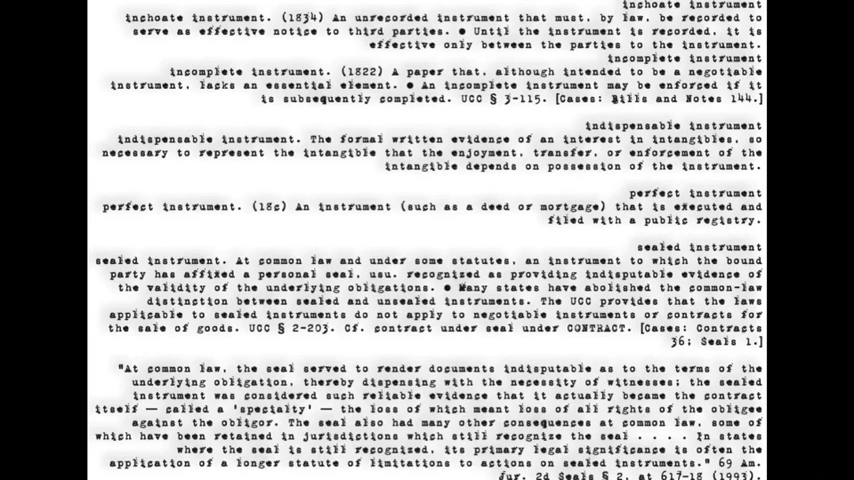 inchoate instrument
inchoate instrument. (1834) An unrecorded instrument that must, by law, be recorded to
serve as effective notice to third parties. ● Until the instrument is recorded, it is
effective only between the parties to the instrument.
incomplete instrument
incomplete instrument. (1822) A paper that, although intended to be a negotiable
instrument, lacks an essential element. ● An incomplete instrument may be enforced if it
is subsequently completed. UCC § 3-115. [Cases: Bills and Notes 144.]
indispensable instrument
indispensable instrument. The formal written evidence of an interest in intangibles, so
necessary to represent the intangible that the enjoyment, transfer, or enforcement of the
intangible depends on possession of the instrument.
perfect instrument
perfect instrument. (18c) An instrument (such as a deed or mortgage) that is executed and
filed with a public registry.
sealed instrument
sealed instrument. At common law and under some statutes, an instrument to which the bound
party has affixed a personal seal, usu. recognized as providing indisputable evidence of
the validity of the underlying obligations. ● Many states have abolished the common-law
distinction between sealed and unsealed instruments. The UCC provides that the laws
applicable to sealed instruments do not apply to negotiable instruments or contracts for
the sale of goods. UCC § 2-203. Cf. contract under seal under CONTRACT. [Cases: Contracts
36; Seals 1.]
"At common law, the seal served to render documents indisputable as to the terms of the
underlying obligation, thereby dispensing with the necessity of witnesses; the sealed
instrument was considered such reliable evidence that it actually became the contract
itself — called a 'specialty' — the loss of which meant loss of all rights of the obligee
against the obligor. The seal also had many other consequences at common law, some of
which have been retained in jurisdictions which still recognize the seal . . . . In states
where the seal is still recognized, its primary legal significance is often the
application of a longer statute of limitations to actions on sealed instruments." 69 Am.
Jur. 2d Seals § 2, at 617-18 (1993).